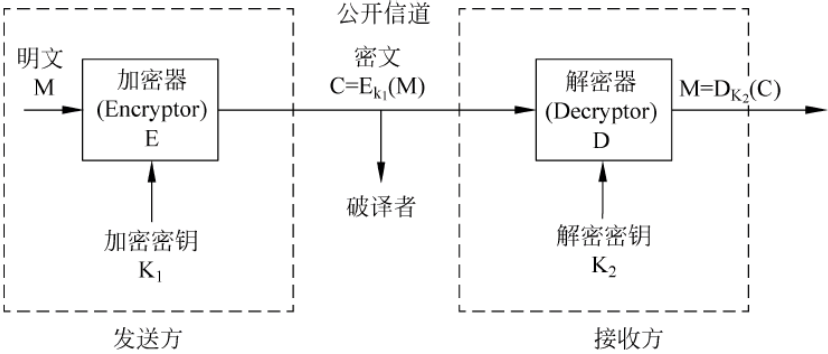 公开信道
明文
M
加密器
(Encryptor)
E
密文
C=Ek₁(M)
解密器
(Decryptor)
D
M=DK₂(C)
破译者
加密密钥
K₁
解密密钥
K₂
发送方
接收方